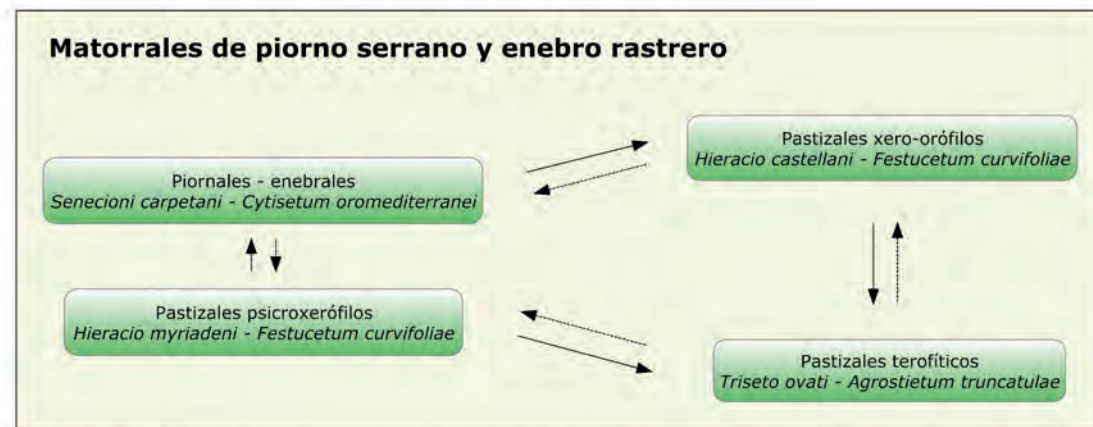 Matorrales de piorno serrano y enebro rastrero
Pastizales xero-orófilos
Hieracio castellani - Festucetum curvifoliae
Piornales - enebrales
Senecioni carpetani - Cytisetum oromediterranei
Pastizales psicroxerófilos
Hieracio myriadeni - Festucetum curvifoliae
Pastizales terofíticos
Triseto ovati - Agrostietum truncatulae